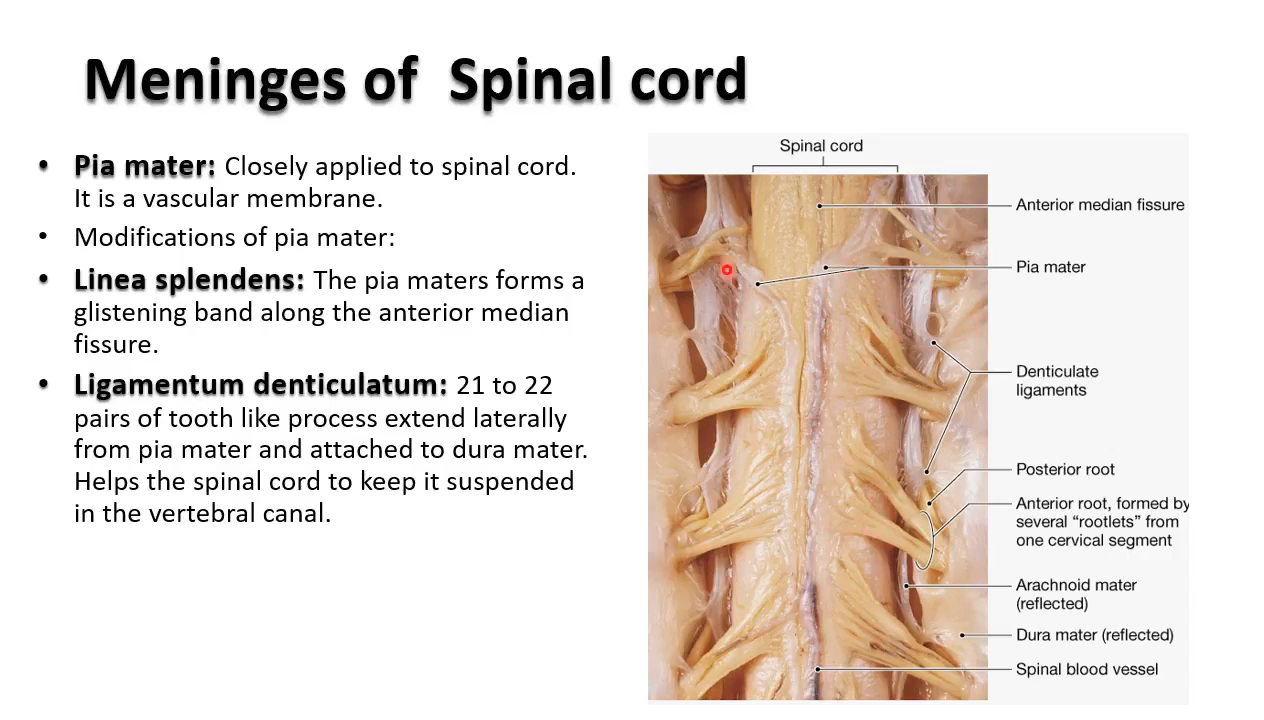 Meninges of Spinal cord
• Pia mater: Closely applied to spinal cord.
It is a vascular membrane.
• Modifications of pia mater:
• Linea splendens: The pia maters forms a
glistening band along the anterior median
fissure.
• Ligamentum denticulatum: 21 to 22
pairs of tooth like process extend laterally
from pia mater and attached to dura mater.
Helps the spinal cord to keep it suspended
in the vertebral canal.
Spinal cord
Anterior median fissure
Pia mater
Denticulate
ligaments
Posterior root
Anterior root, formed by
several “rootlets” from
one cervical segment
Arachnoid mater
(reflected)
Dura mater (reflected)
Spinal blood vessel